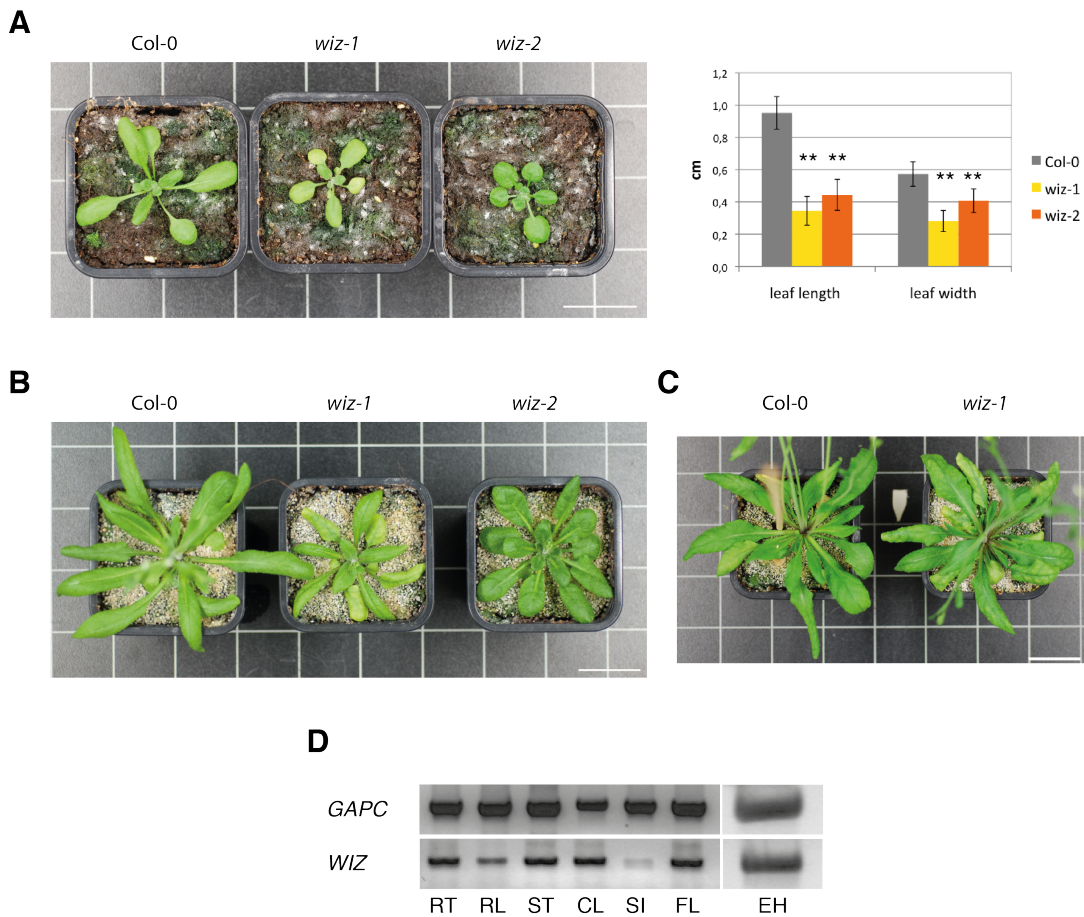 A
Col-0 wiz-1 wiz-2
1,2
1,0
0,8
0,6
0,4
0,2
0,0
cm
** **
** **
leaf length leaf width
Col-0
wiz-1
wiz-2
B
Col-0 wiz-1 wiz-2
C
Col-0 wiz-1
D
GAPC
WIZ
RT RL ST CL SI FL EH